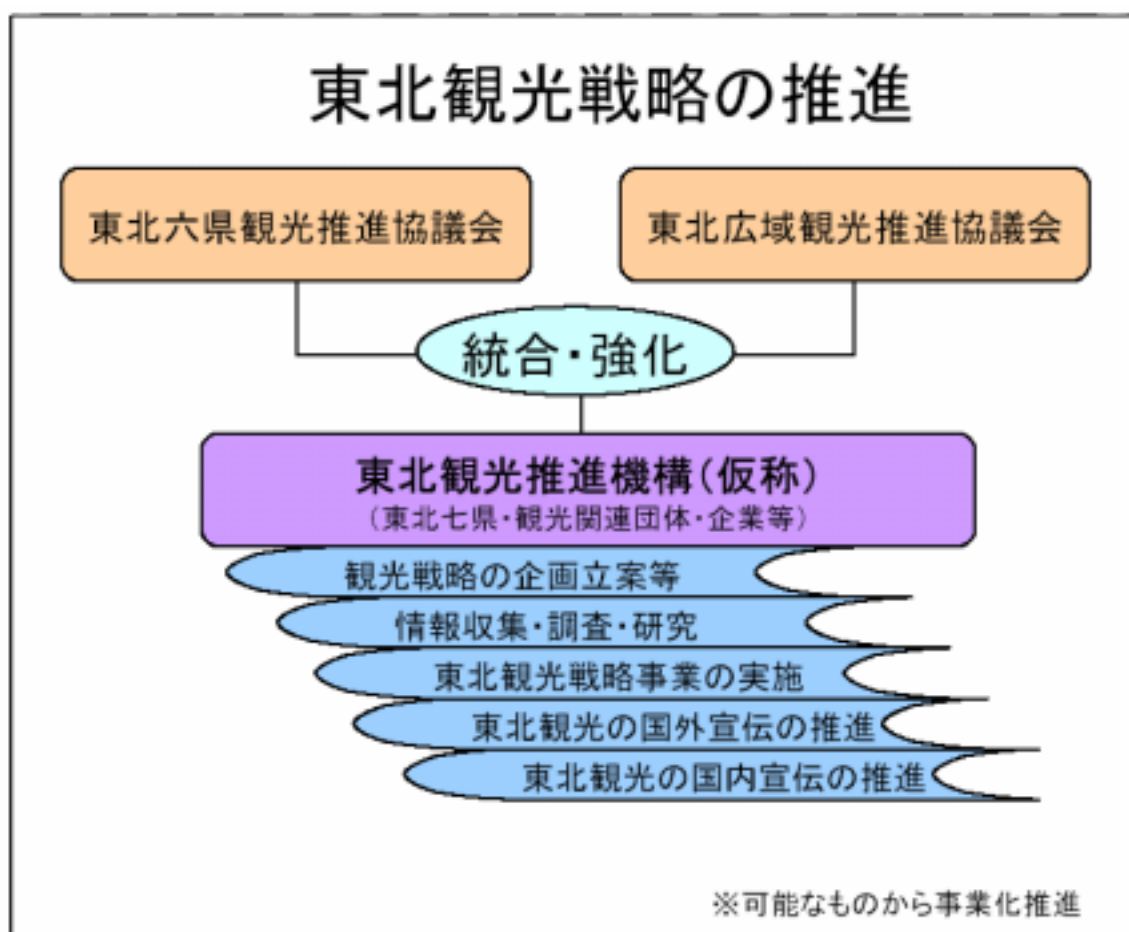 東北観光戦略の推進
東北六県観光推進協議会
東北広域観光推進協議会
統合・強化
東北観光推進機構(仮称)
(東北七県・観光関連団体・企業等)
観光戦略の企画立案等
情報収集・調査・研究
東北観光戦略事業の実施
東北観光の国外宣伝の推進
東北観光の国内宣伝の推進
※可能なものから事業化推進